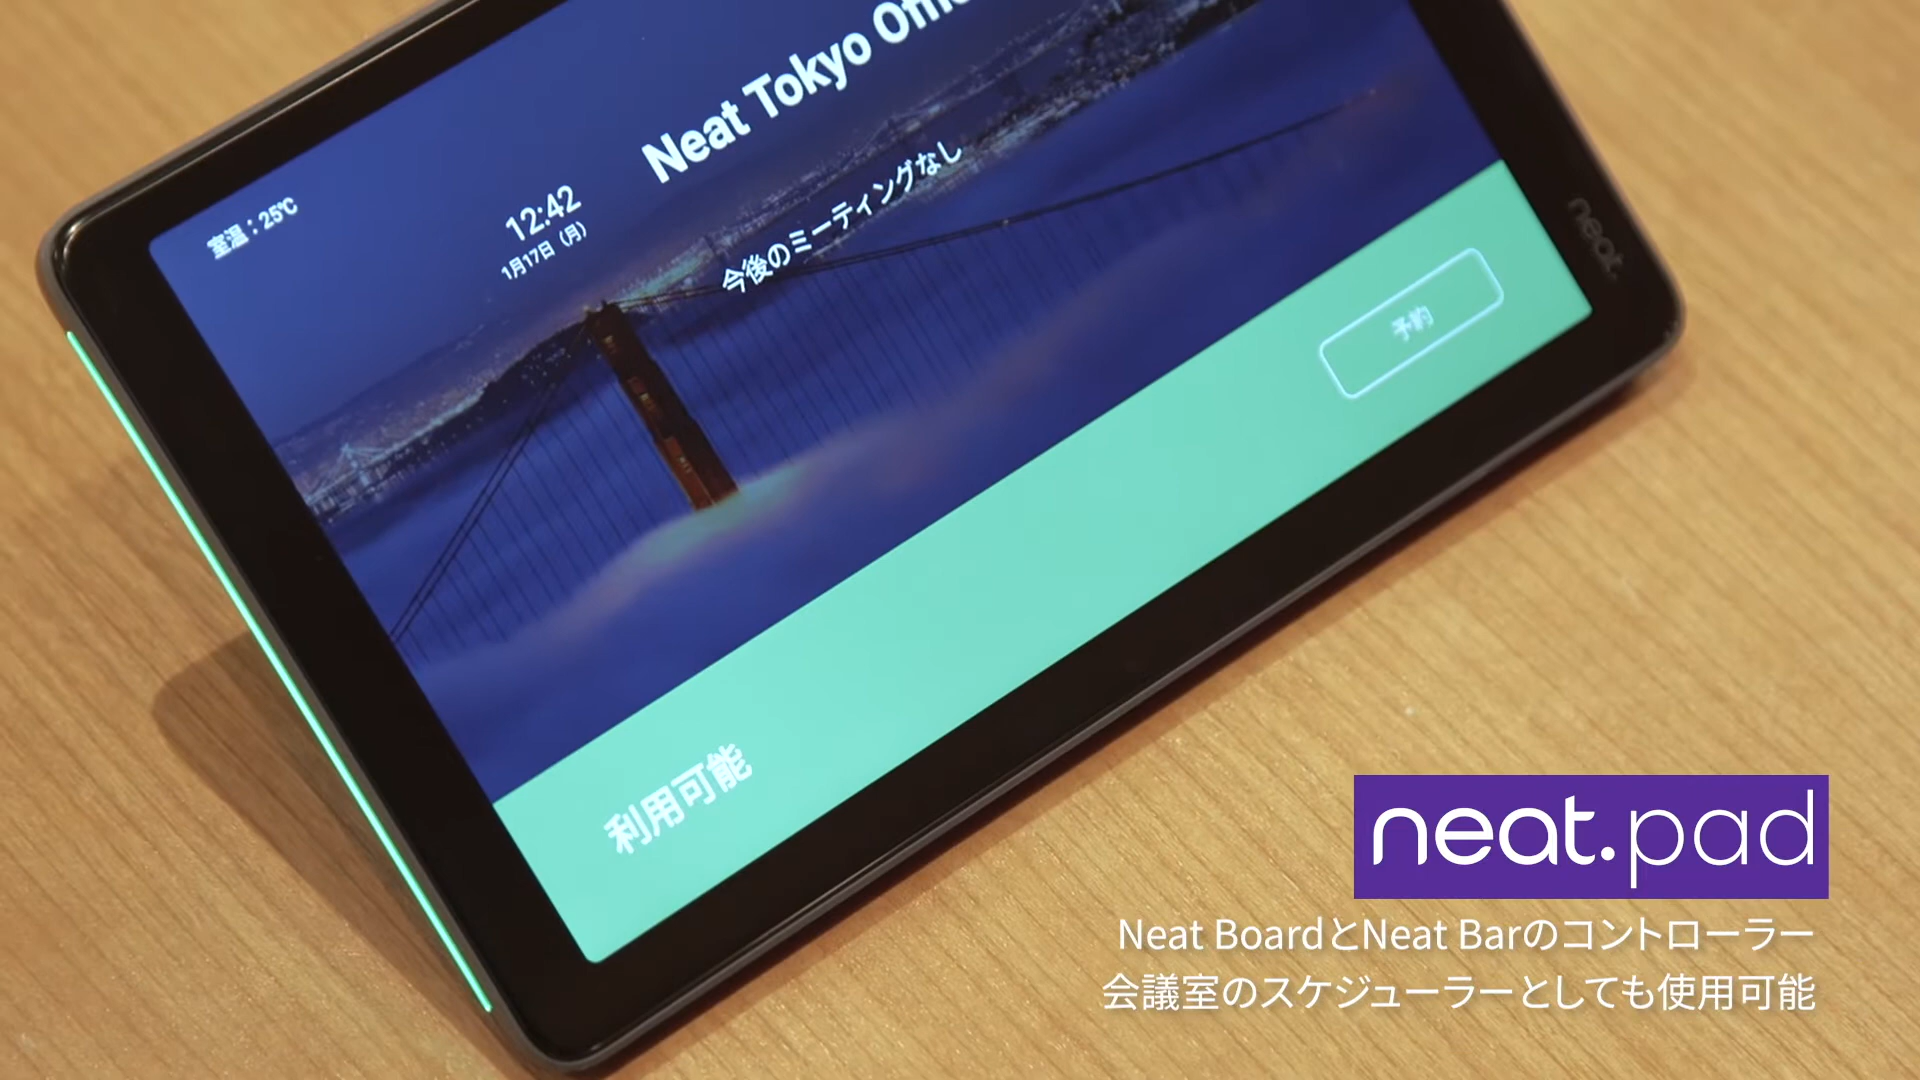 室温：25℃
12:42
1月17日（月）
Neat Tokyo
今後のミーティングなし
neat.
予約
利用可能
neat.pad
Neat BoardとNeat Barのコントローラー
会議室のスケジューラーとしても使用可能